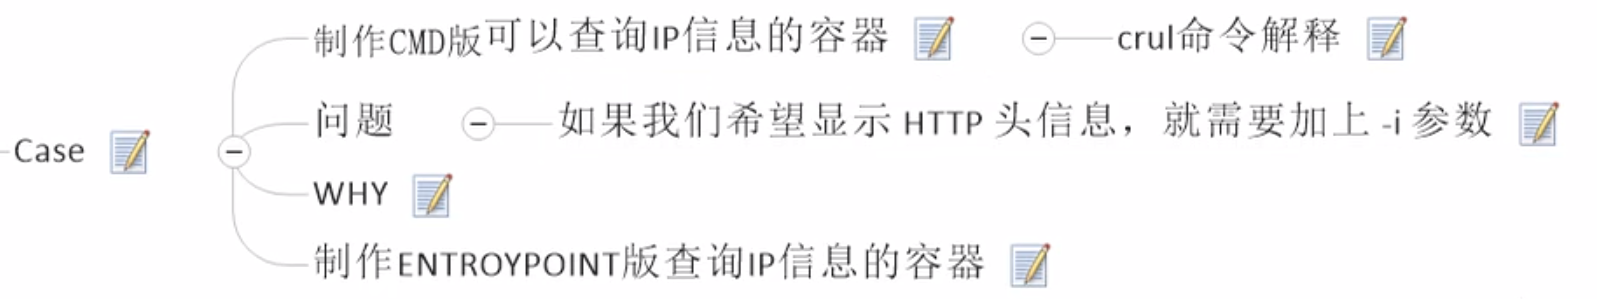 制作CMD版可以查询IP信息的容器
crul命令解释
问题
如果我们希望显示 HTTP 头信息，就需要加上 -i 参数
Case
WHY
制作ENTROYPOINT版查询IP信息的容器